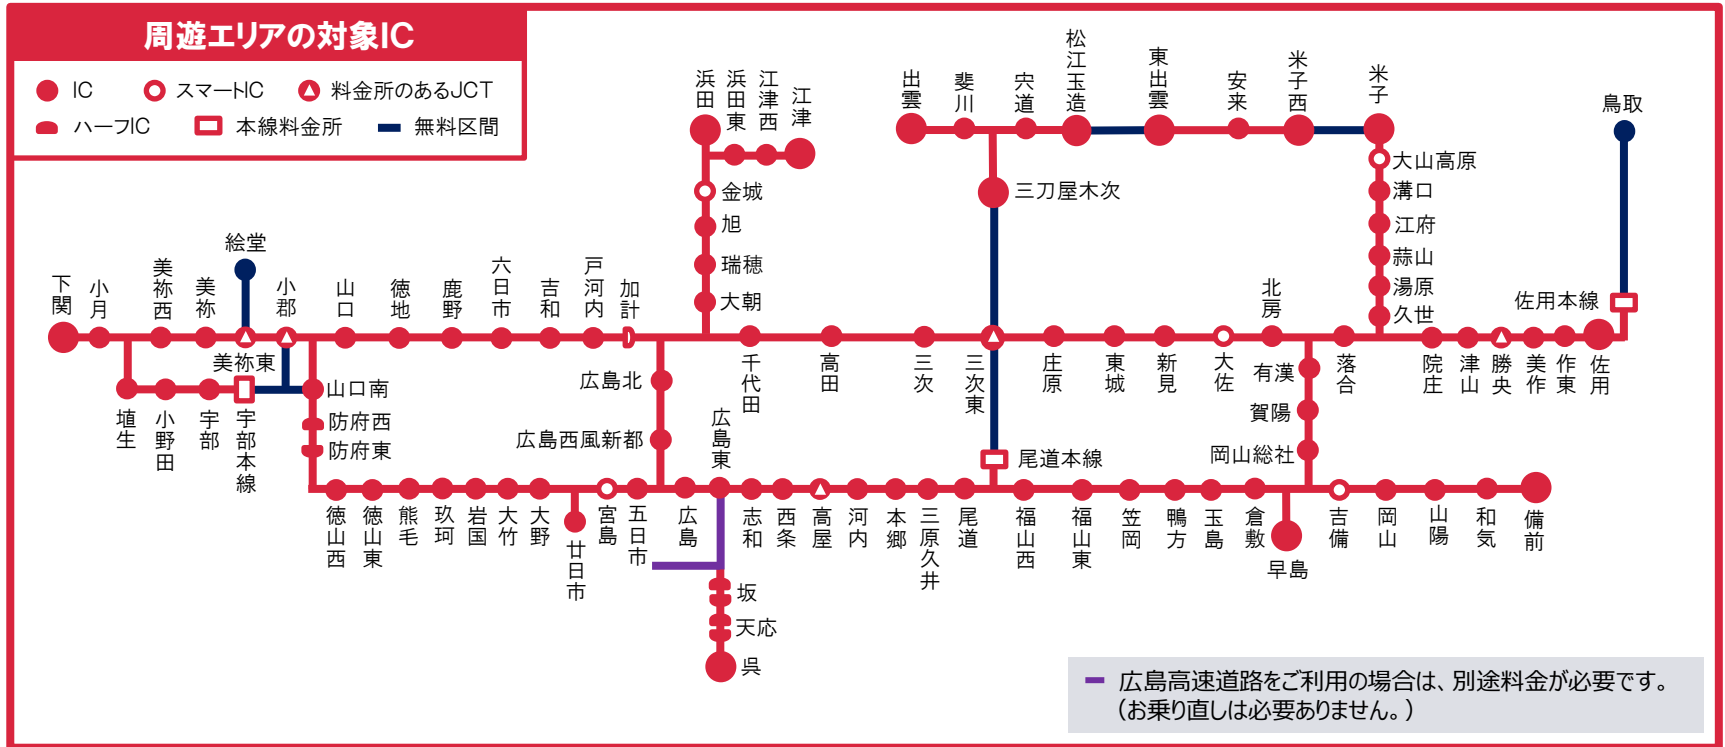 周遊エリアの対象IC
IC
スマートIC
料金所のあるJCT
ハーフIC
本線料金所
無料区間
浜田
浜田東
江津西
江津
金城
旭
瑞穂
大朝
出雲
斐川
宍道
松江玉造
東出雲
安来
米子西
米子
鳥取
大山高原
溝口
江府
蒜山
湯原
久世
佐用本線
三刀屋木次
絵堂
下関
小月
美祢西
美祢
美祢東
小郡
山口
徳地
鹿野
六日市
吉和
戸河内
加計
千代田
高田
三次
三次東
庄原
東城
新見
大佐
北房
落合
院庄
津山
勝央
美作
作東
佐用
埴生
小野田
宇部
宇部本線
山口南
防府西
防府東
広島北
広島西風新都
有漢
賀陽
岡山総社
尾道本線
徳山西
徳山東
熊毛
玖珂
岩国
大竹
大野
廿日市
宮島
五日市
広島
広島東
志和
西条
高屋
河内
本郷
三原久井
尾道
福山西
福山東
笠岡
鴨方
玉島
倉敷
早島
吉備
岡山
山陽
和気
備前
坂
天応
呉
広島高速道路をご利用の場合は、別途料金が必要です。
（お乗り直しは必要ありません。）